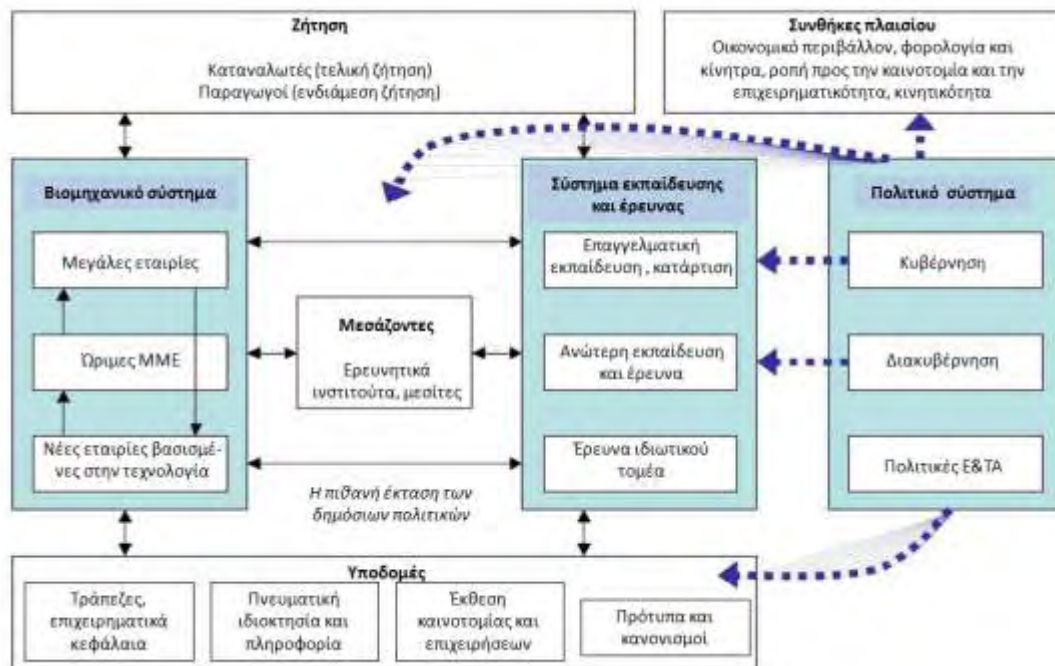 Ζήτηση
Καταναλωτές (τελική ζήτηση)
Παραγωγοί (ενδιάμεση ζήτηση)
Συνθήκες πλαισίου
Οικονομικό περιβάλλον, φορολογία και
κίνητρα, ροπή προς την καινοτομία και την
επιχειρηματικότητα, κινητικότητα
Βιομηχανικό σύστημα
Μεγάλες εταιρίες
Ώριμες ΜΜΕ
Νέες εταιρίες βασισμέ-
νες στην τεχνολογία
Μεσάζοντες
Ερευνητικά
ινστιτούτα, μεσίτες
Η πιθανή έκταση των
δημόσιων πολιτικών
Σύστημα εκπαίδευσης
και έρευνας
Επαγγελματική
εκπαίδευση , κατάρτιση
Ανώτερη εκπαίδευση
και έρευνα
Έρευνα ιδιωτικού
τομέα
Πολιτικό σύστημα
Κυβέρνηση
Διακυβέρνηση
Πολιτικές Ε&ΤΑ
Υποδομές
Τράπεζες,
επιχειρηματικά
κεφάλαια
Πνευματική
ιδιοκτησία και
πληροφορία
Έκθεση
καινοτομίας και
επιχειρήσεων
Πρότυπα και
κανονισμοί